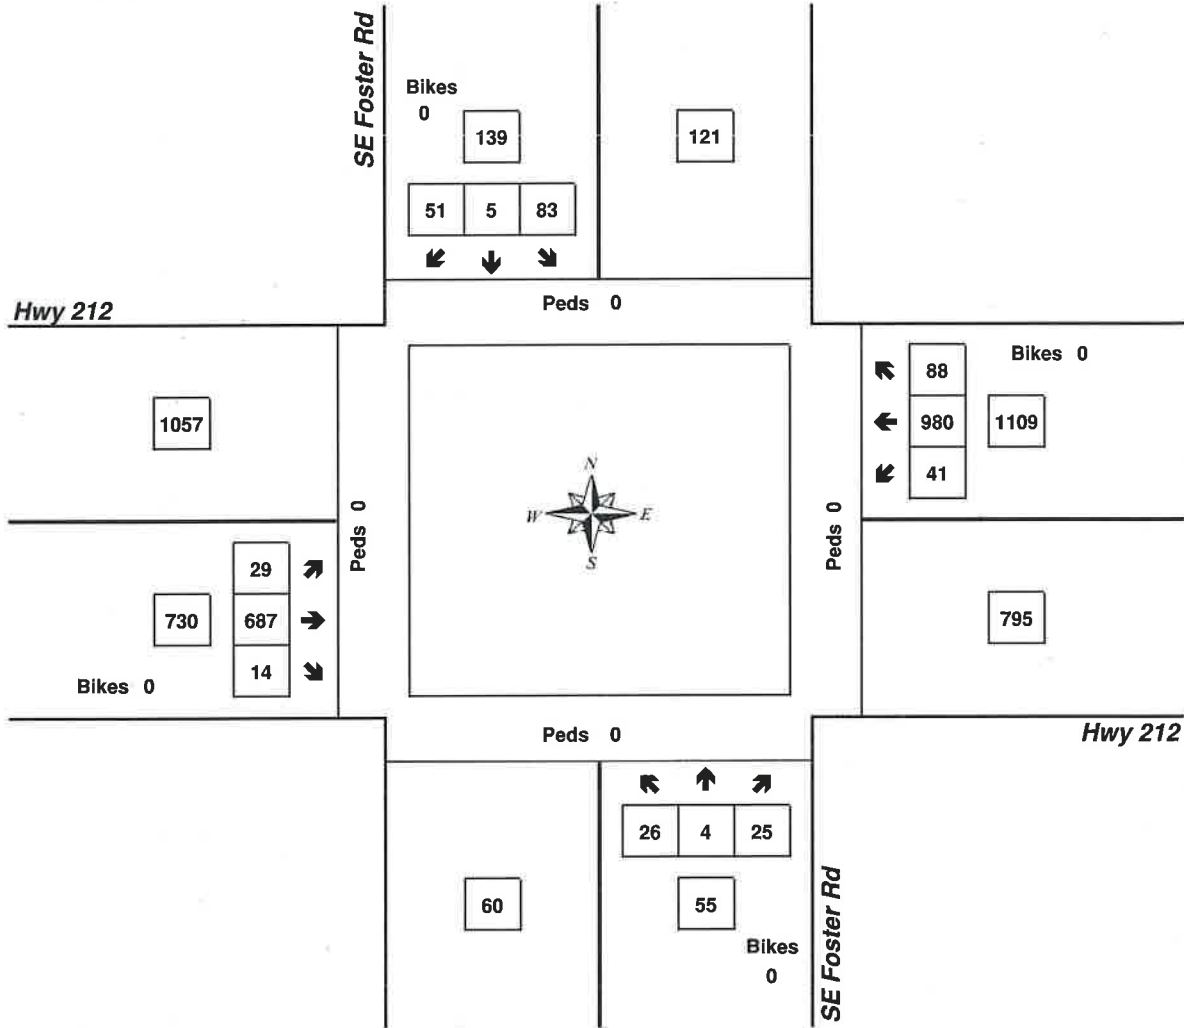 SE Foster Rd
Bikes
0
139
121
51 5 83
Peds 0
Hwy 212
Bikes 0
88
1057
980 1109
41
N
W E
S
Peds 0
Peds 0
29
730 687
795
14
Bikes 0
Peds 0
Hwy 212
26 4 25
60
55
SE Foster Rd
Bikes
0